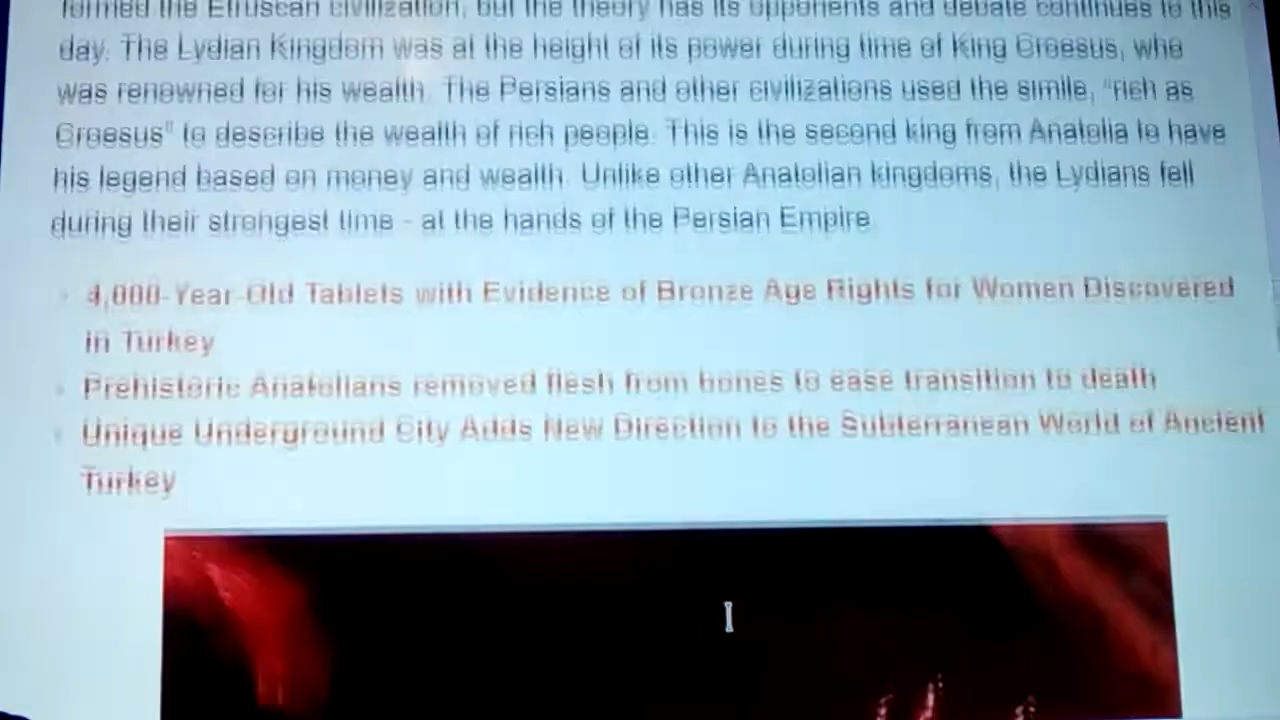 formed the Etruscan civilization, but the theory has its opponents and debate continues to this
day. The Lydian Kingdom was at the height of its power during time of King Croesus, who
was renowned for his wealth. The Persians and other civilizations used the simile, "rich as
Croesus" to describe the wealth of rich people. This is the second king from Anatolia to have
his legend based on money and wealth. Unlike other Anatolian kingdoms, the Lydians fell
during their strongest time - at the hands of the Persian Empire.
4,000-Year-Old Tablets with Evidence of Bronze Age Rights for Women Discovered
in Turkey
Prehistoric Anatolians removed flesh from bones to ease transition to death
Unique Underground City Adds New Direction to the Subterranean World of Ancient
Turkey